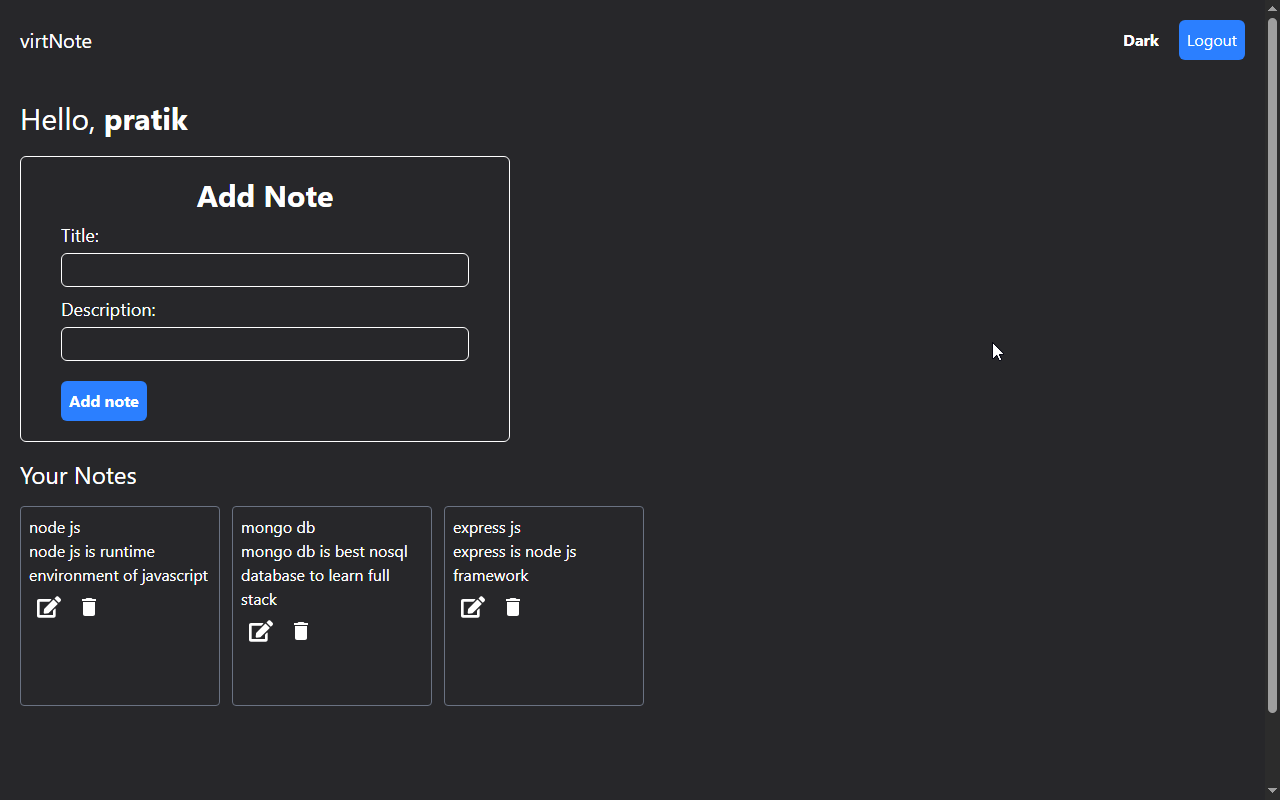 virtNote
Dark
Logout
Hello, pratik
Add Note
Title:
Description:
Add note
Your Notes
node js
node js is runtime
environment of javascript
mongo db
mongo db is best nosql
database to learn full
stack
express js
express is node js
framework